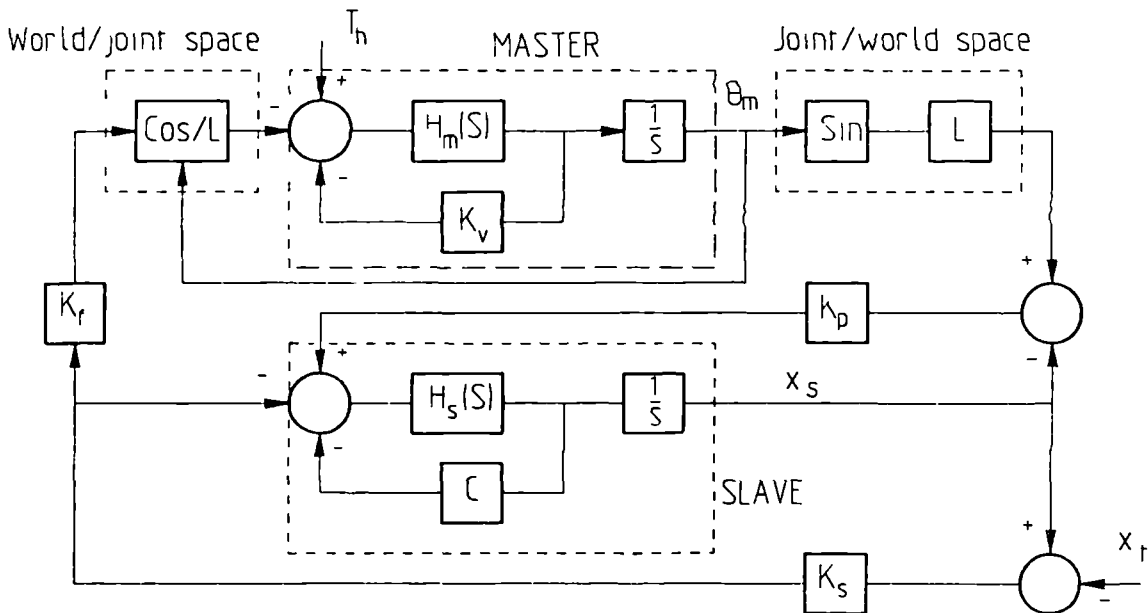 World/joint space
T_h
MASTER
Joint/world space
θ_m
+
-
Cos/L
H_m(S)
1/S
Sin
L
-
K_v
+
K_f
K_p
-
+
-
H_s(S)
1/S
x_s
-
C
SLAVE
+
x_t
K_s
-